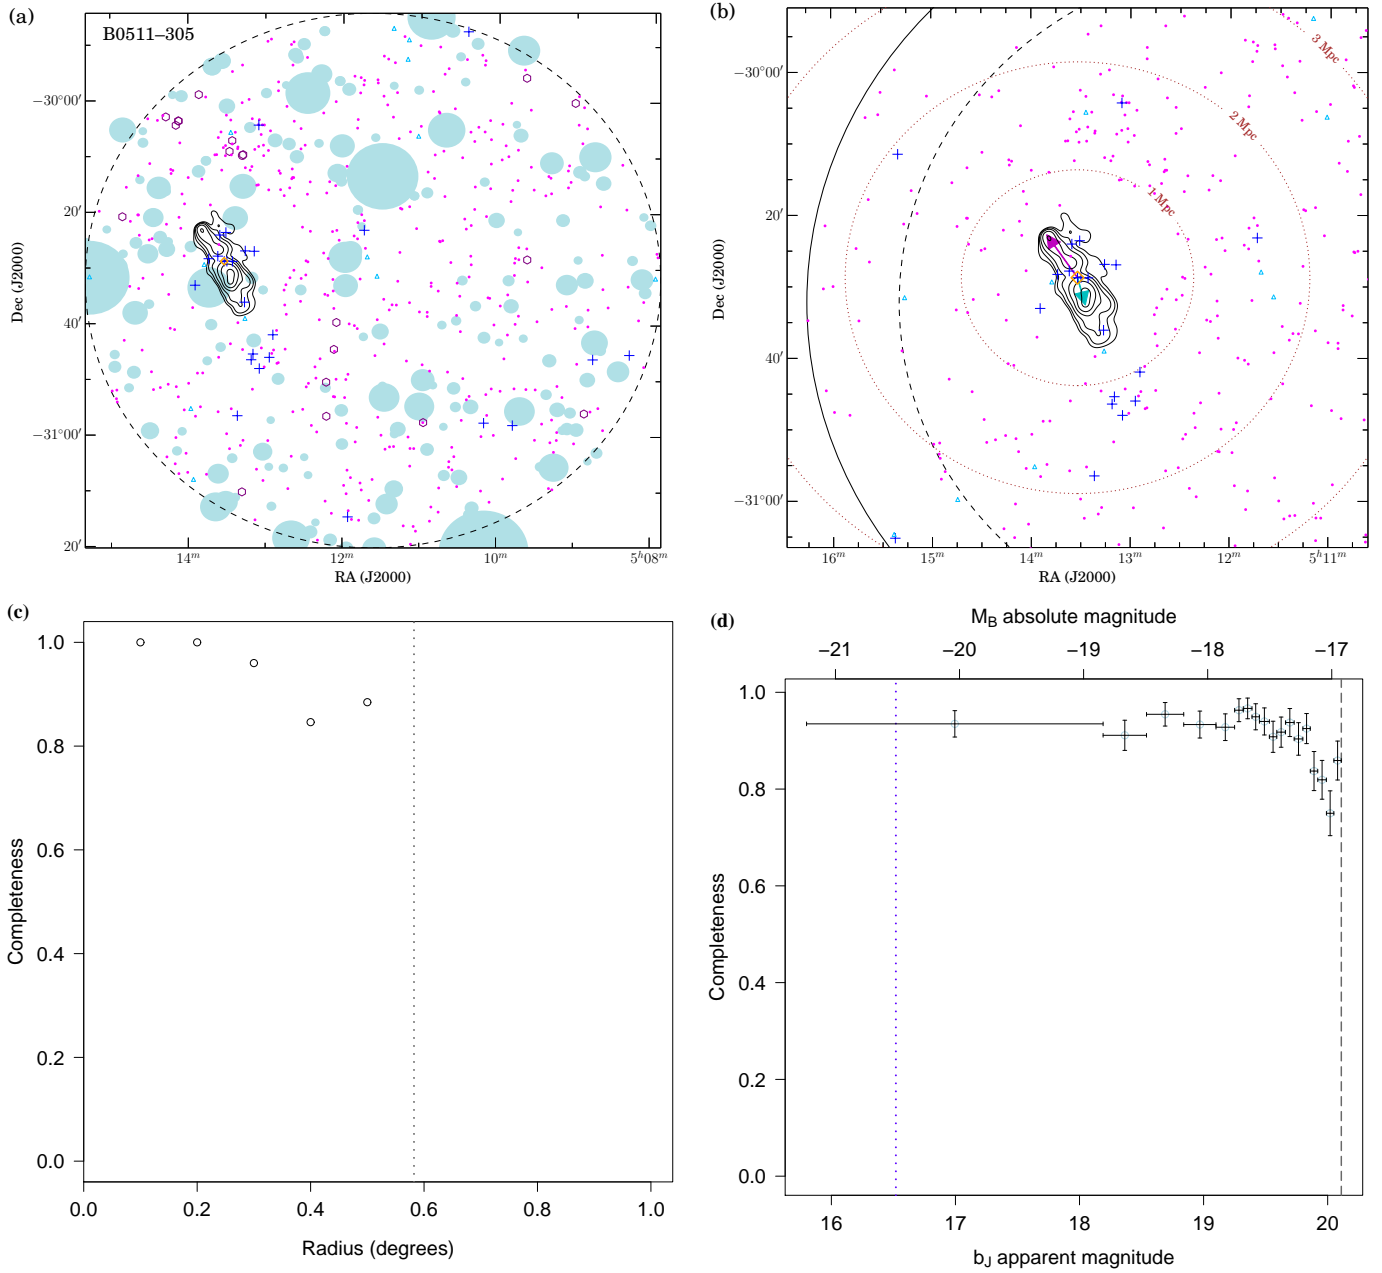 (a)
B0511–305
−30°00′
20′
40′
−31°00′
20′
14ᵐ
12ᵐ
10ᵐ
5ʰ08ᵐ
Dec (J2000)
RA (J2000)
(b)
3 Mpc
2 Mpc
1 Mpc
−30°00′
20′
40′
−31°00′
16ᵐ
15ᵐ
14ᵐ
13ᵐ
12ᵐ
5ʰ11ᵐ
Dec (J2000)
RA (J2000)
(c)
1.0
0.8
0.6
0.4
0.2
0.0
0.0
0.2
0.4
0.6
0.8
1.0
Completeness
Radius (degrees)
(d)
M_B absolute magnitude
−21
−20
−19
−18
−17
1.0
0.8
0.6
0.4
0.2
0.0
16
17
18
19
20
Completeness
b_J apparent magnitude